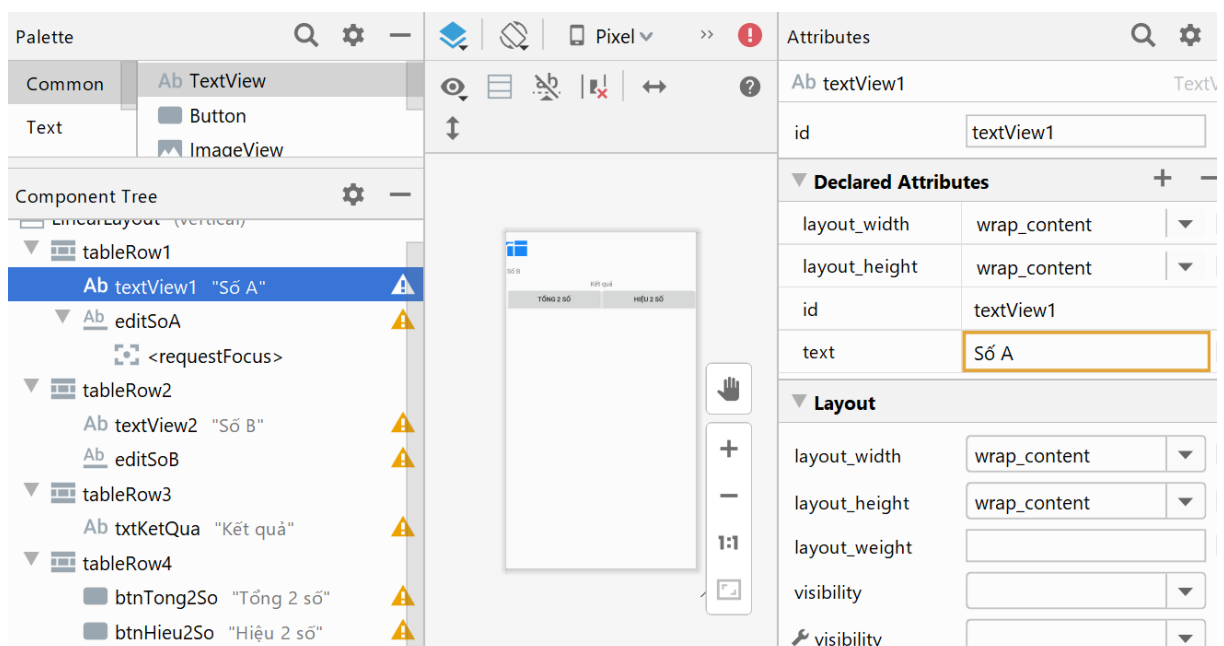 Palette
Common
Text
Ab TextView
Button
ImageView
Component Tree
LinearLayout (vertical)
tableRow1
Ab textView1 "Số A"
Ab editSoA
<requestFocus>
tableRow2
Ab textView2 "Số B"
Ab editSoB
tableRow3
Ab txtKetQua "Kết quả"
tableRow4
btnTong2So "Tổng 2 số"
btnHieu2So "Hiệu 2 số"
Pixel
Số B
Kết quả
TỔNG 2 SỐ HIỆU 2 SỐ
1:1
Attributes
Ab textView1 TextV
id textView1
Declared Attributes
layout_width wrap_content
layout_height wrap_content
id textView1
text Số A
Layout
layout_width wrap_content
layout_height wrap_content
layout_weight
visibility
visibility